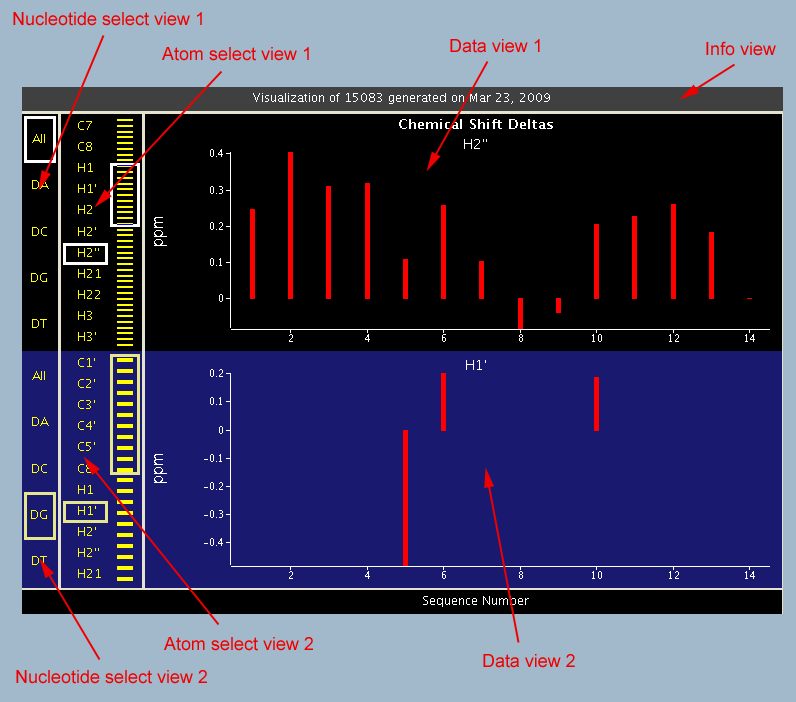 Nucleotide select view 1
Atom select view 1
Data view 1
Info view
Visualization of 15083 generated on Mar 23, 2009
All
DA
DC
DG
DT
C7
C8
H1
H1'
H2
H2'
H2"
H21
H22
H3
H3'
Chemical Shift Deltas
H2"
ppm
0.4
0.3
0.2
0.1
0
2 4 6 8 10 12 14
All
DA
DC
DG
DT
C1'
C2'
C3'
C4'
C5'
C8
H1
H1'
H2'
H2"
H21
H1'
ppm
0.2
0.1
0
-0.1
-0.2
-0.3
-0.4
2 4 6 8 10 12 14
Sequence Number
Atom select view 2
Nucleotide select view 2
Data view 2